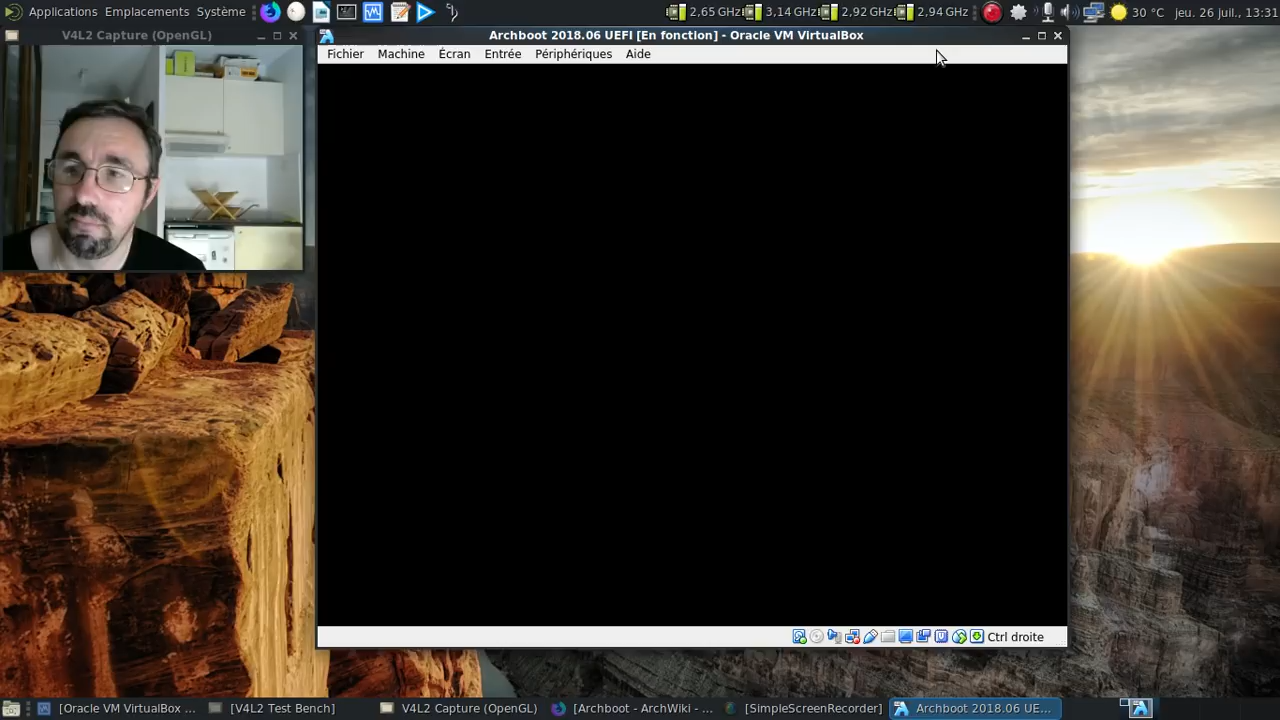 Applications Emplacements Système
2,65 GHz 3,14 GHz 2,92 GHz 2,94 GHz
30 °C jeu. 26 juil., 13:31
V4L2 Capture (OpenGL)
Archboot 2018.06 UEFI [En fonction] - Oracle VM VirtualBox
Fichier Machine Écran Entrée Périphériques Aide
Ctrl droite
[Oracle VM VirtualBox ... [V4L2 Test Bench] V4L2 Capture (OpenGL) [Archboot - ArchWiki - ... [SimpleScreenRecorder] Archboot 2018.06 UE...